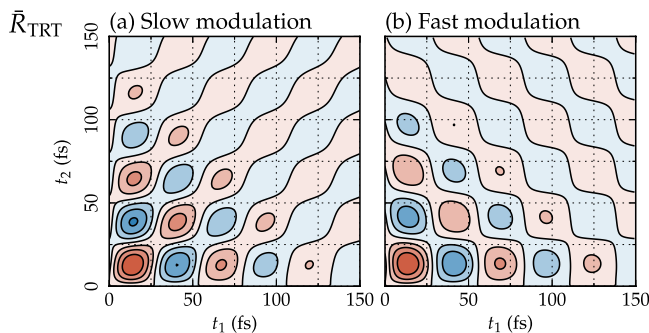 R̄TRT
(a) Slow modulation
(b) Fast modulation
150
100
50
0
t2 (fs)
0 50 100 150
t1 (fs)
0 50 100 150
t1 (fs)